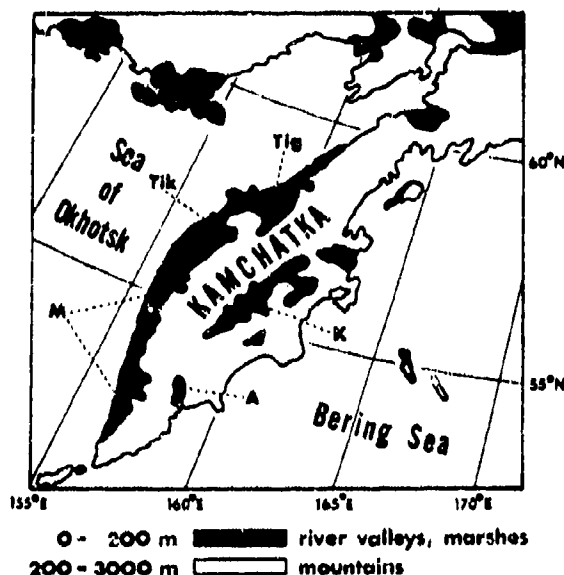 Sea
of
Okhotsk
Tig
Tik
KAMCHATKA
M
K
A
Bering Sea
60°N
55°N
155°E 160°E 165°E 170°E
0 - 200 m river valleys, marshes
200 - 3000 m mountains